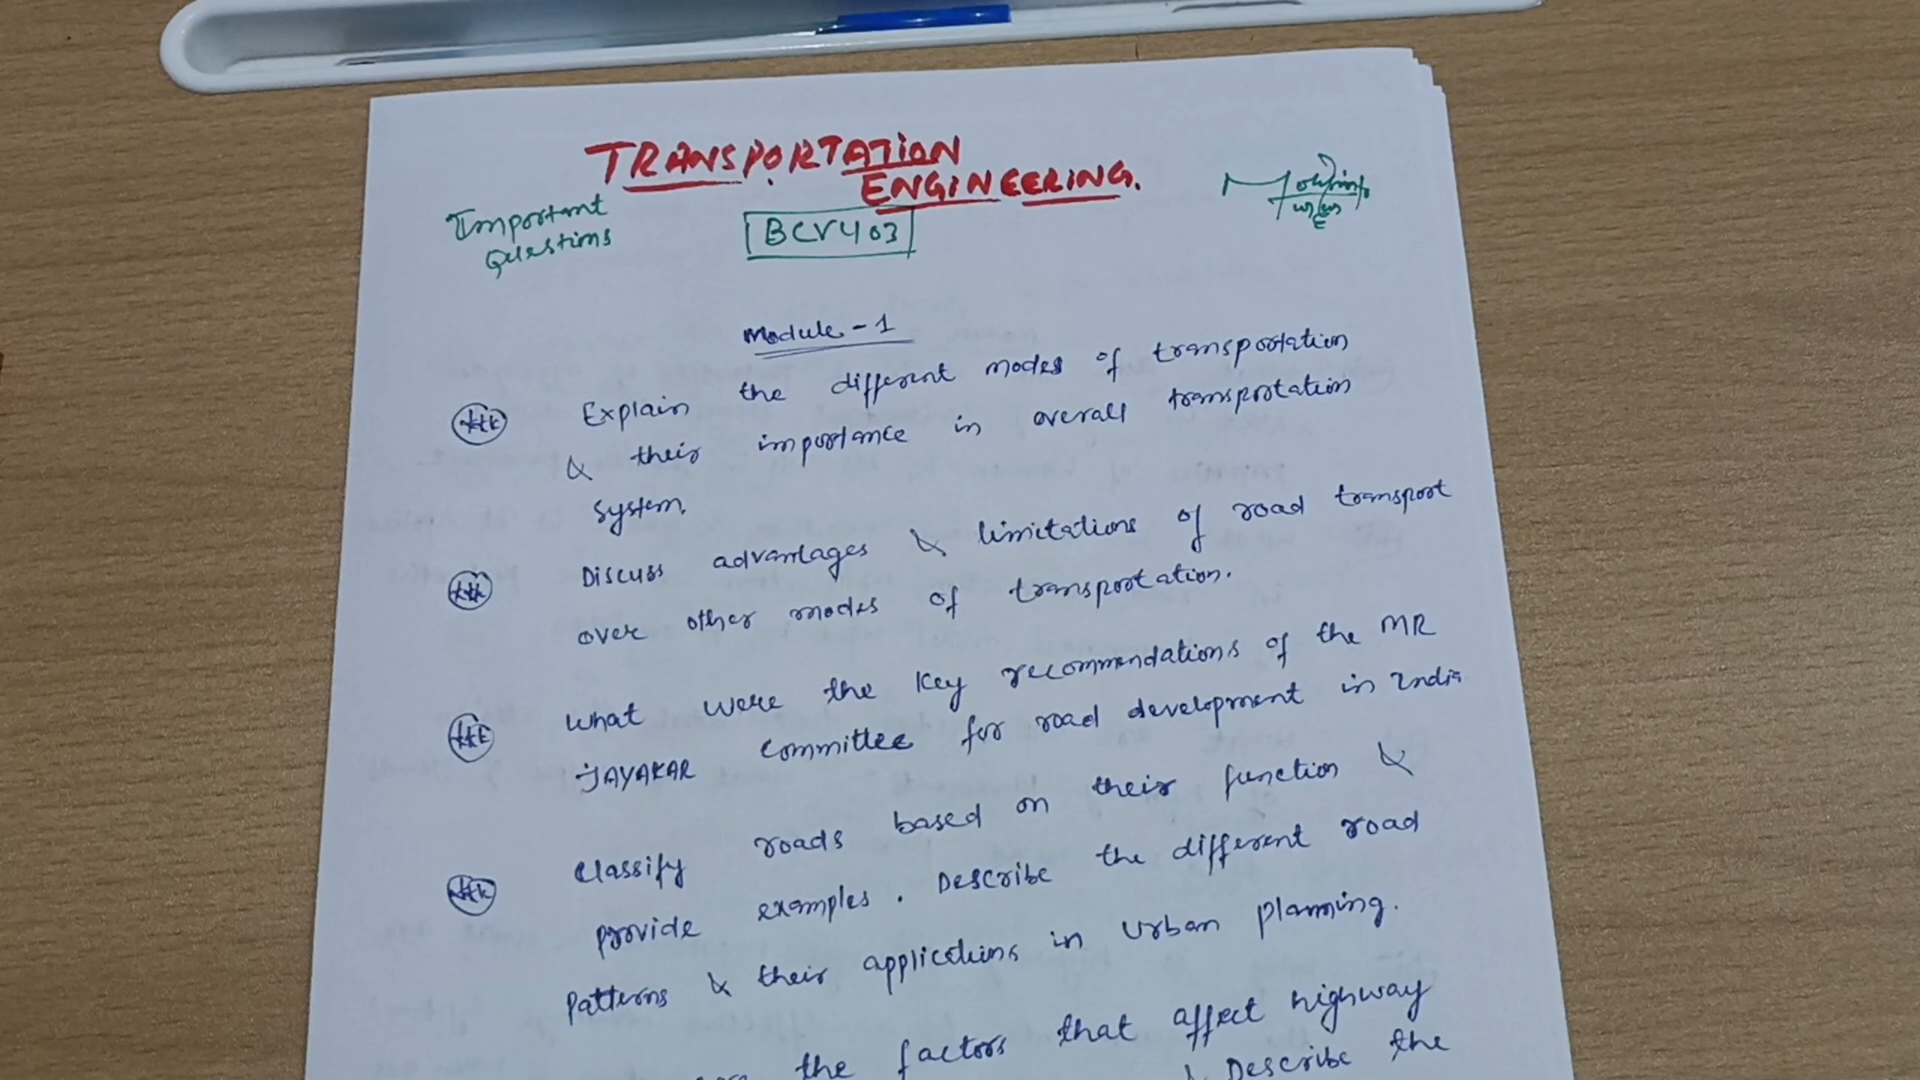 TRANSPORTATION
ENGINEERING.
Important
Questions
BCV403
Module - 1
Explain the different modes of transportation
& their importance in overall transportation
system.
Discuss advantages & limitations of road transport
over other modes of transportation.
What were the key recommendations of the MR
JAYAKAR committee for road development in India
Classify roads based on their function &
provide examples. Describe the different road
patterns & their applications in urban planning.
the factors that affect highway
& Describe the